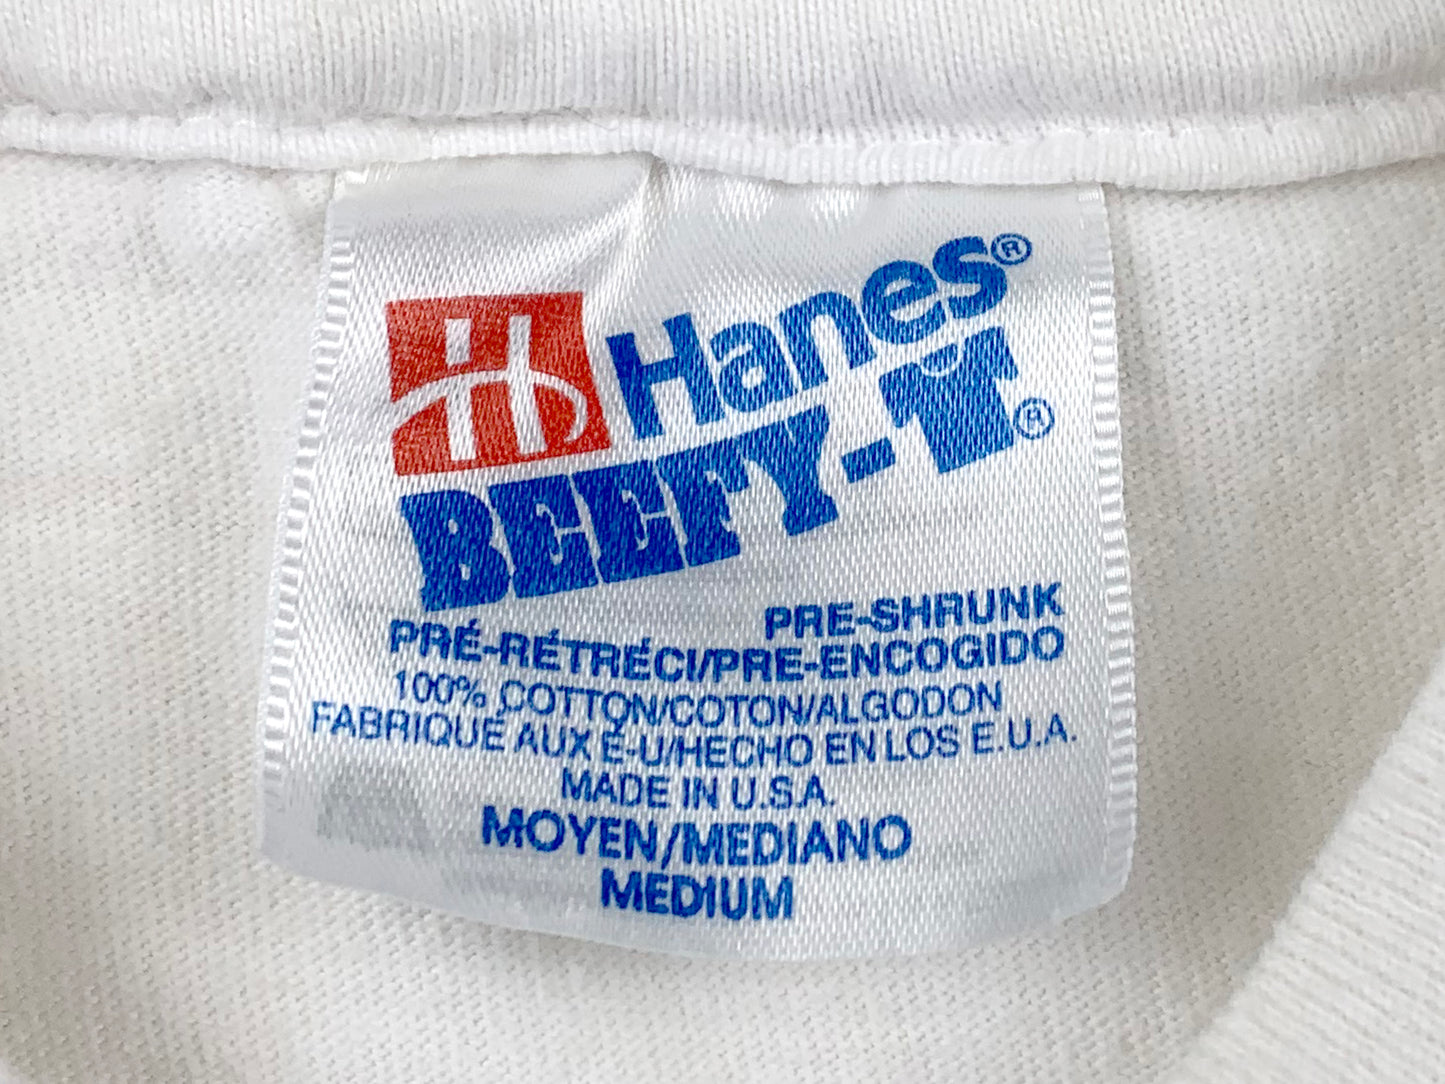 Hanes®
BEEFY-T®
PRE-SHRUNK
PRÉ-RÉTRÉCI/PRE-ENCOGIDO
100% COTTON/COTON/ALGODON
FABRIQUÉ AUX É-U/HECHO EN LOS E.U.A.
MADE IN U.S.A.
MOYEN/MEDIANO
MEDIUM